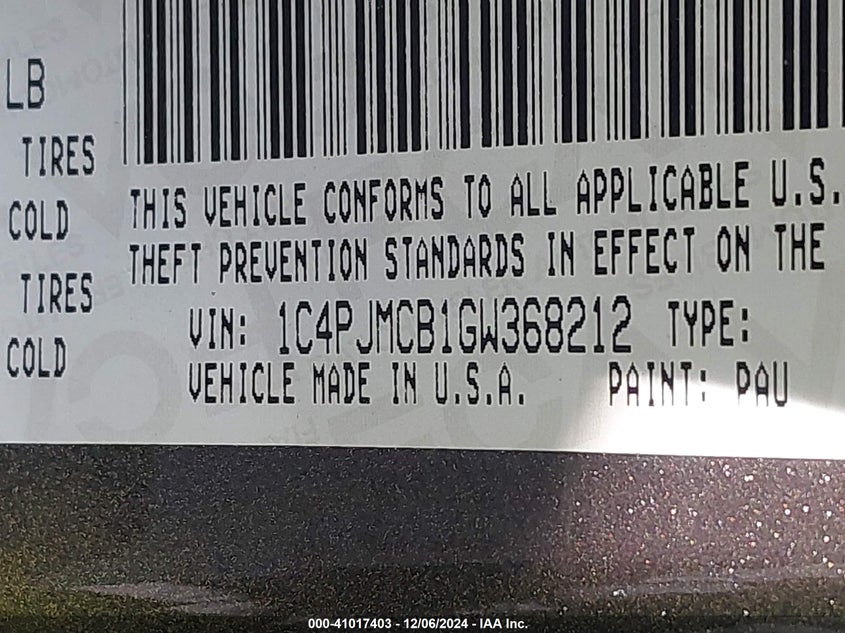 LB
TIRES
COLD
TIRES
COLD
THIS VEHICLE CONFORMS TO ALL APPLICABLE U.S.
THEFT PREVENTION STANDARDS IN EFFECT ON THE
VIN: 1C4PJMCB1GW368212 TYPE:
VEHICLE MADE IN U.S.A. PAINT: PAU
000-41017403 - 12/06/2024 - IAA Inc.